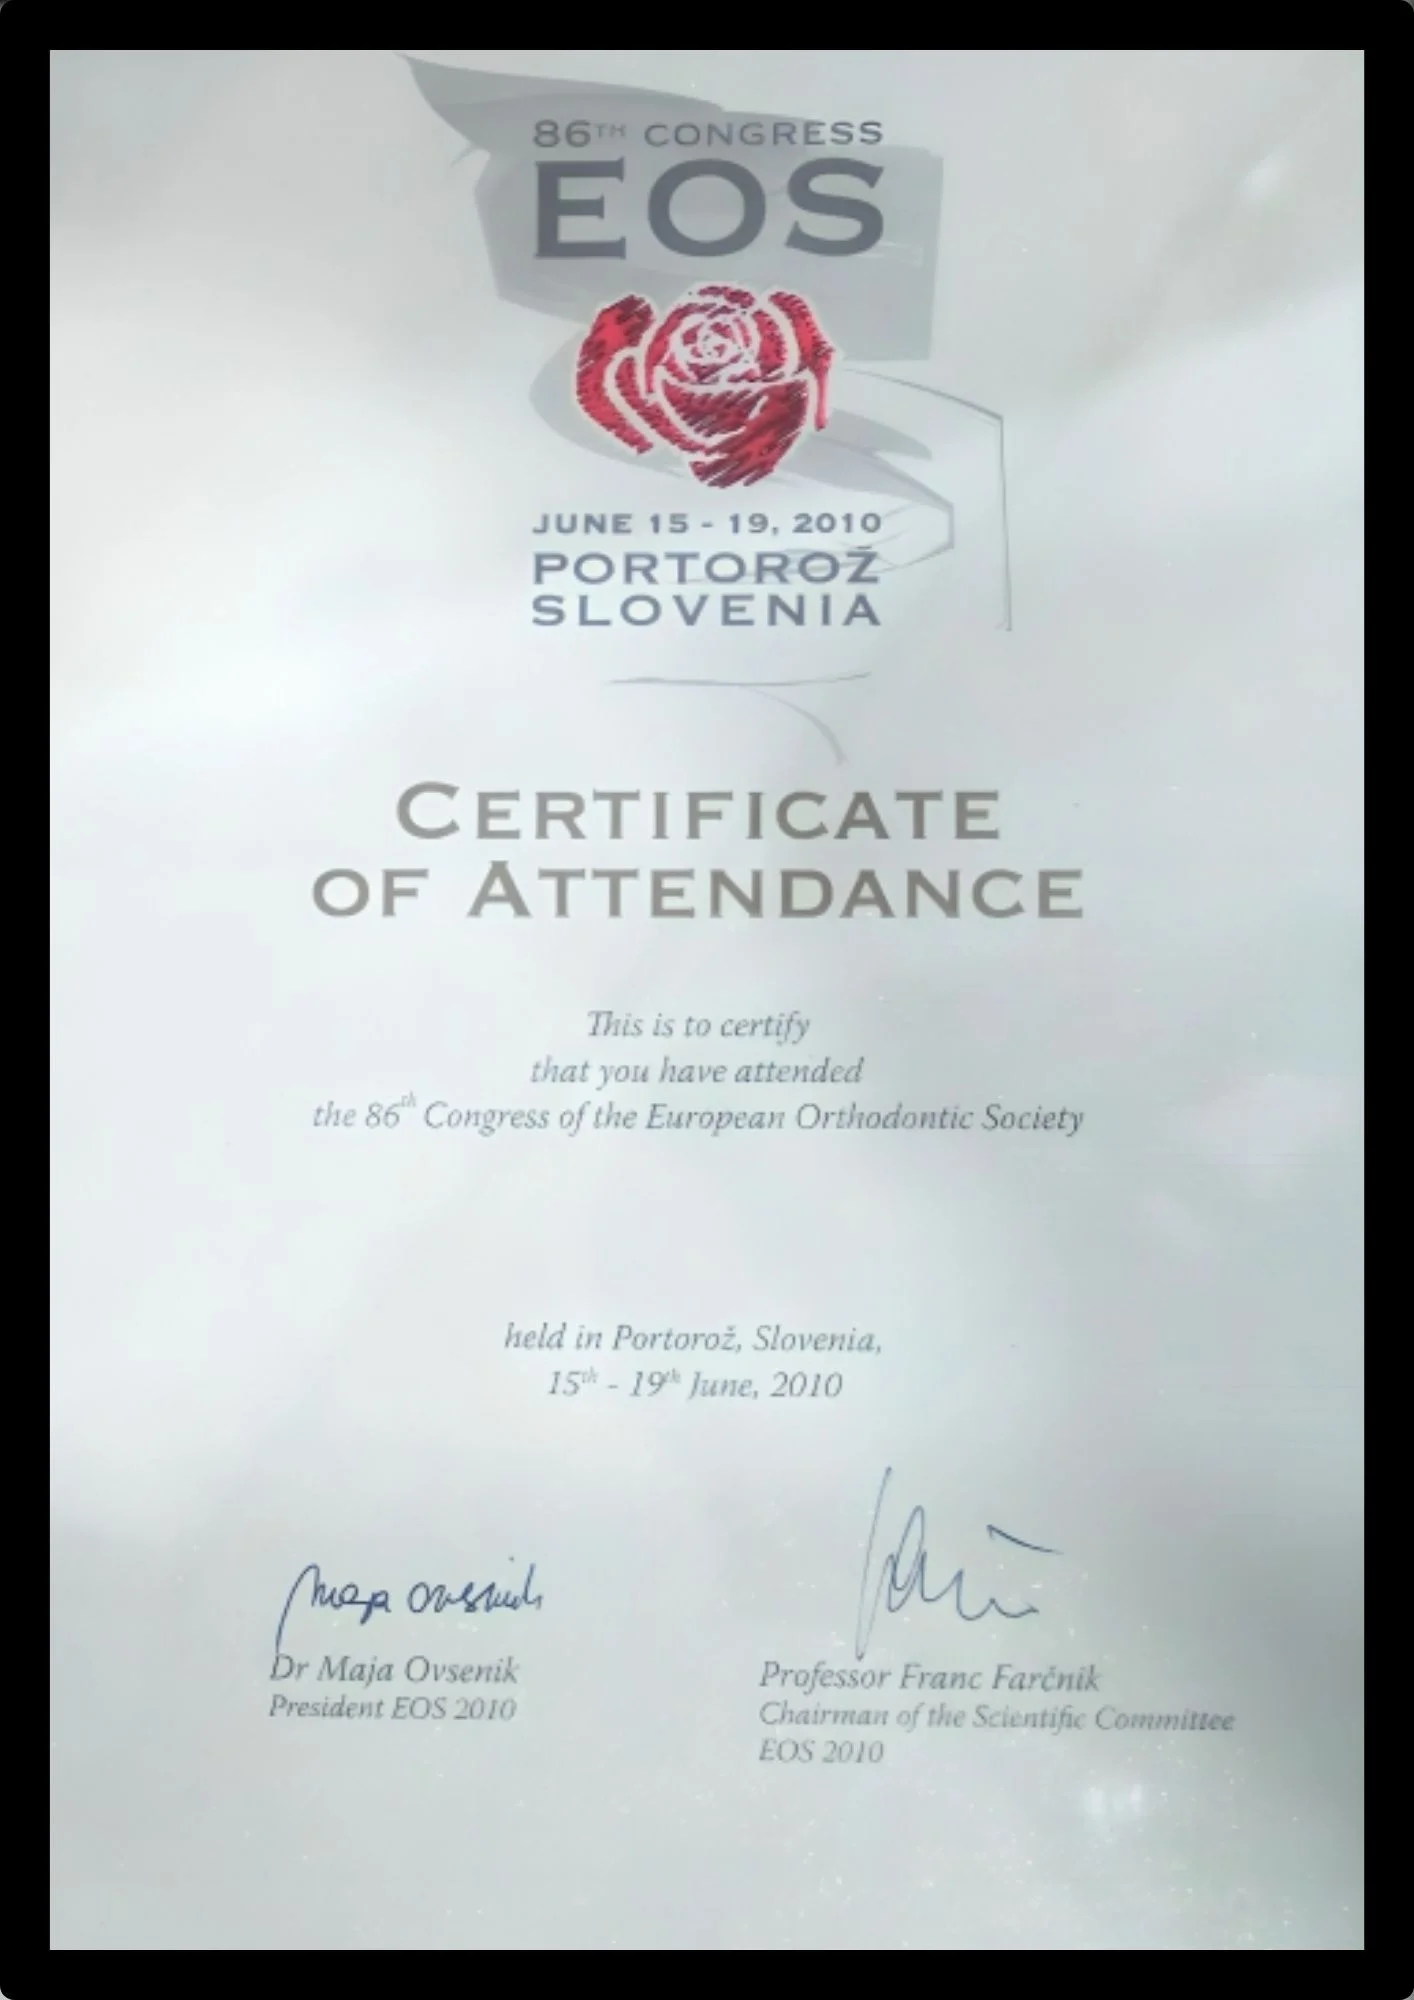 86TH CONGRESS
EOS
JUNE 15 - 19, 2010
PORTOROŽ
SLOVENIA
CERTIFICATE
OF ATTENDANCE
This is to certify
that you have attended
the 86th Congress of the European Orthodontic Society
held in Portorož, Slovenia,
15th - 19th June, 2010
Maja Ovsenik
Dr Maja Ovsenik
President EOS 2010
Professor Franc Farčnik
Chairman of the Scientific Committee
EOS 2010